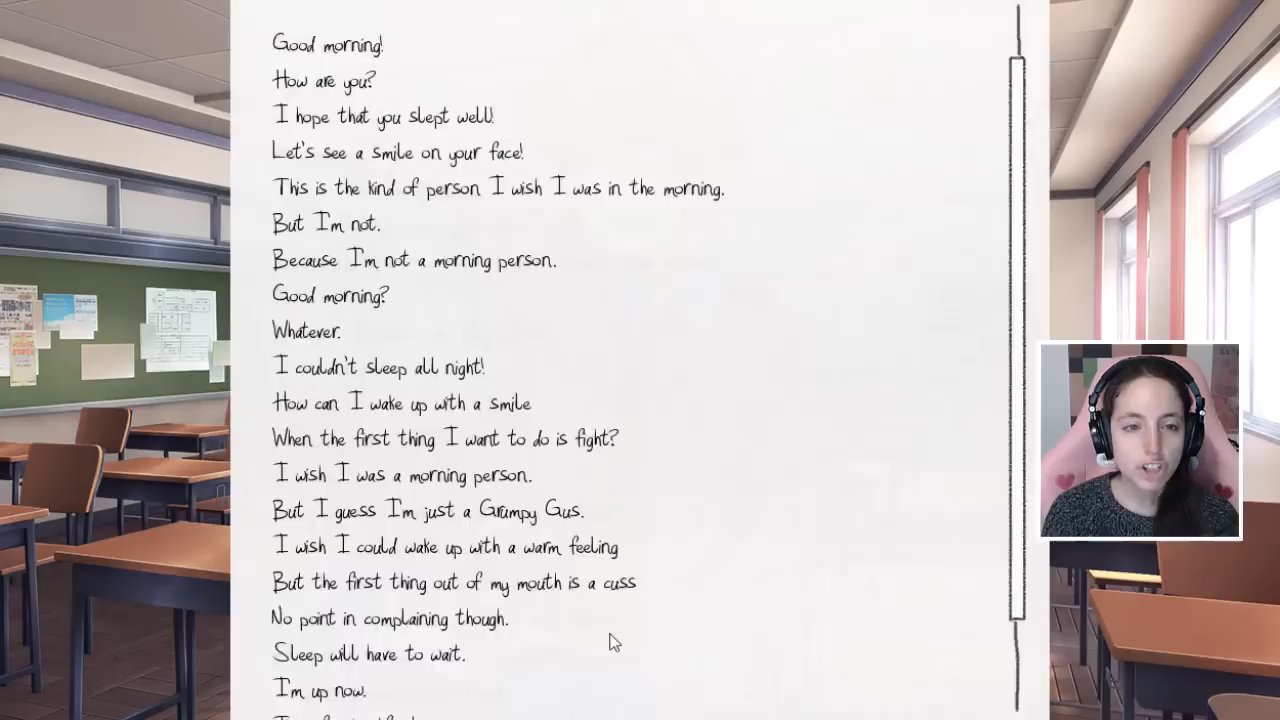 Good morning!
How are you?
I hope that you slept well!
Let's see a smile on your face!
This is the kind of person I wish I was in the morning.
But I'm not.
Because I'm not a morning person.
Good morning?
Whatever.
I couldn't sleep all night!
How can I wake up with a smile
When the first thing I want to do is fight?
I wish I was a morning person.
But I guess I'm just a Grumpy Gus.
I wish I could wake up with a warm feeling
But the first thing out of my mouth is a cuss
No point in complaining though.
Sleep will have to wait.
I'm up now.